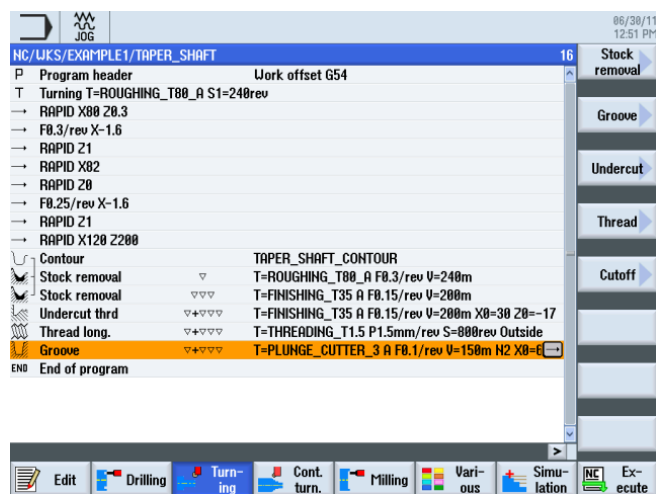 JOG
06/30/11
12:51 PM
NC/WKS/EXAMPLE1/TAPER_SHAFT 16
P Program header Work offset G54
T Turning T=ROUGHING_T80_A S1=240rev
→ RAPID X80 Z0.3
→ F0.3/rev X-1.6
→ RAPID Z1
→ RAPID X82
→ RAPID Z0
→ F0.25/rev X-1.6
→ RAPID Z1
→ RAPID X120 Z200
Contour TAPER_SHAFT_CONTOUR
Stock removal ▽ T=ROUGHING_T80_A F0.3/rev V=240m
Stock removal ▽▽▽ T=FINISHING_T35 A F0.15/rev V=200m
Undercut thrd ▽+▽▽▽ T=FINISHING_T35 A F0.15/rev V=200m X0=30 Z0=-17
Thread long. ▽+▽▽▽ T=THREADING_T1.5 P1.5mm/rev S=800rev Outside
Groove ▽+▽▽▽ T=PLUNGE_CUTTER_3 A F0.1/rev V=150m N2 X0=6
END End of program
Stock
removal
Groove
Undercut
Thread
Cutoff
>
Edit
Drilling
Turn-
ing
Cont.
turn.
Milling
Vari-
ous
Simu-
lation
NC Ex-
ecute